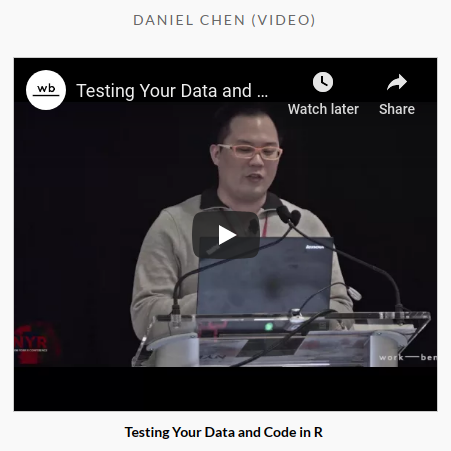 DANIEL CHEN (VIDEO)
wb
Testing Your Data and ...
Watch later
Share
NYR
work—ben
Testing Your Data and Code in R